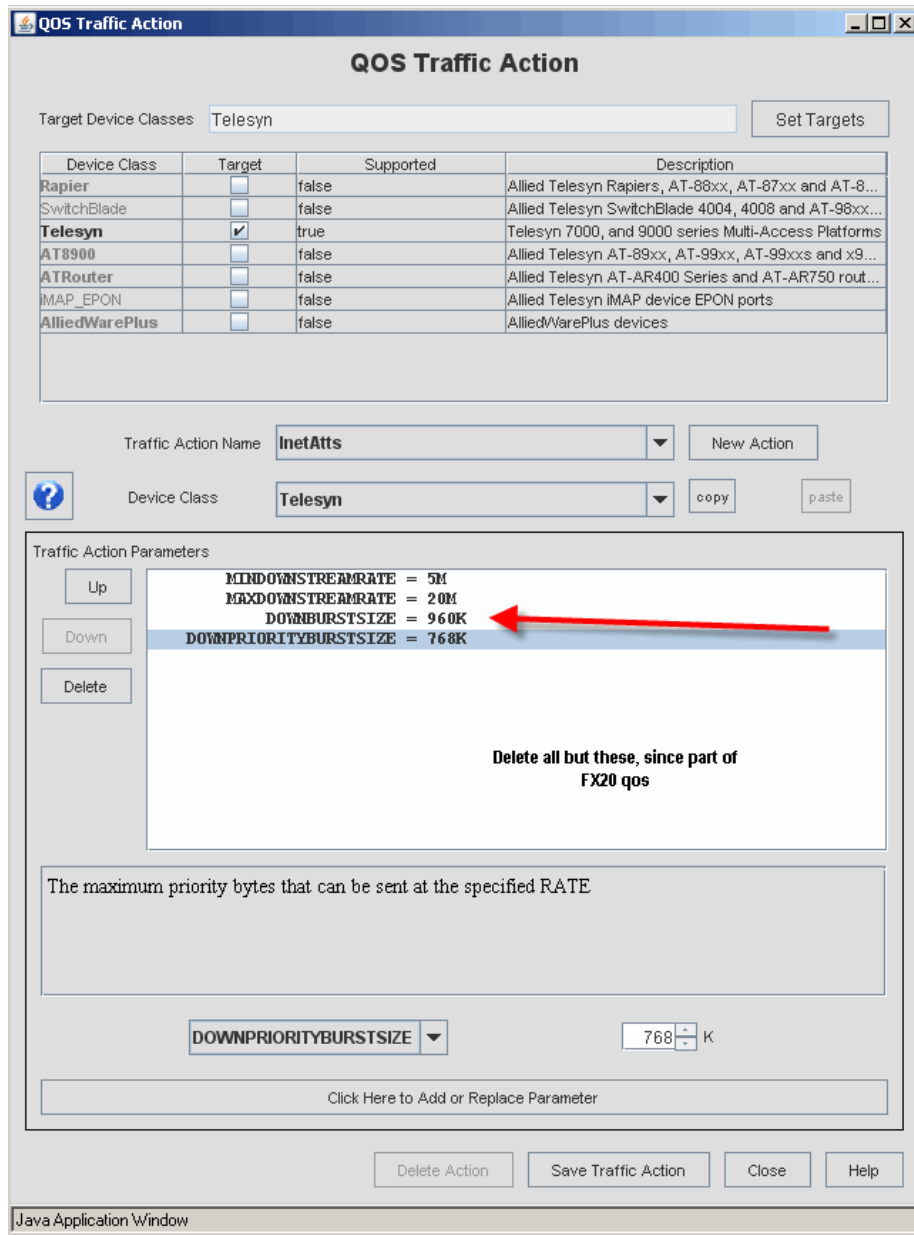 QOS Traffic Action
QOS Traffic Action
Target Device Classes Telesyn Set Targets
Device Class Target Supported Description
Rapier false Allied Telesyn Rapiers, AT-88xx, AT-87xx and AT-8...
SwitchBlade false Allied Telesyn SwitchBlade 4004, 4008 and AT-98xx...
Telesyn true Telesyn 7000, and 9000 series Multi-Access Platforms
AT8900 false Allied Telesyn AT-89xx, AT-99xx, AT-99xxs and x9...
ATRouter false Allied Telesyn AT-AR400 Series and AT-AR750 rout...
iMAP_EPON false Allied Telesyn iMAP device EPON ports
AlliedWarePlus false AlliedWarePlus devices
Traffic Action Name InetAtts New Action
Device Class Telesyn copy paste
Traffic Action Parameters
Up
Down
Delete
MINDOWNSTREAMRATE = 5M
MAXDOWNSTREAMRATE = 20M
DOWNBURSTSIZE = 960K
DOWNPRIORITYBURSTSIZE = 768K
Delete all but these, since part of
FX20 qos
The maximum priority bytes that can be sent at the specified RATE
DOWNPRIORITYBURSTSIZE 768 K
Click Here to Add or Replace Parameter
Delete Action Save Traffic Action Close Help
Java Application Window